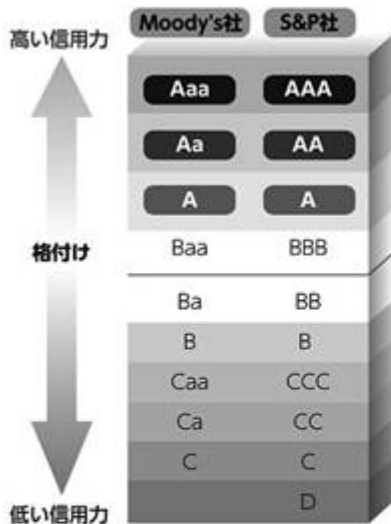 Moody's社 S&P社
高い信用力
Aaa AAA
Aa AA
A A
格付け
Baa BBB
Ba BB
B B
Caa CCC
Ca CC
C C
D
低い信用力